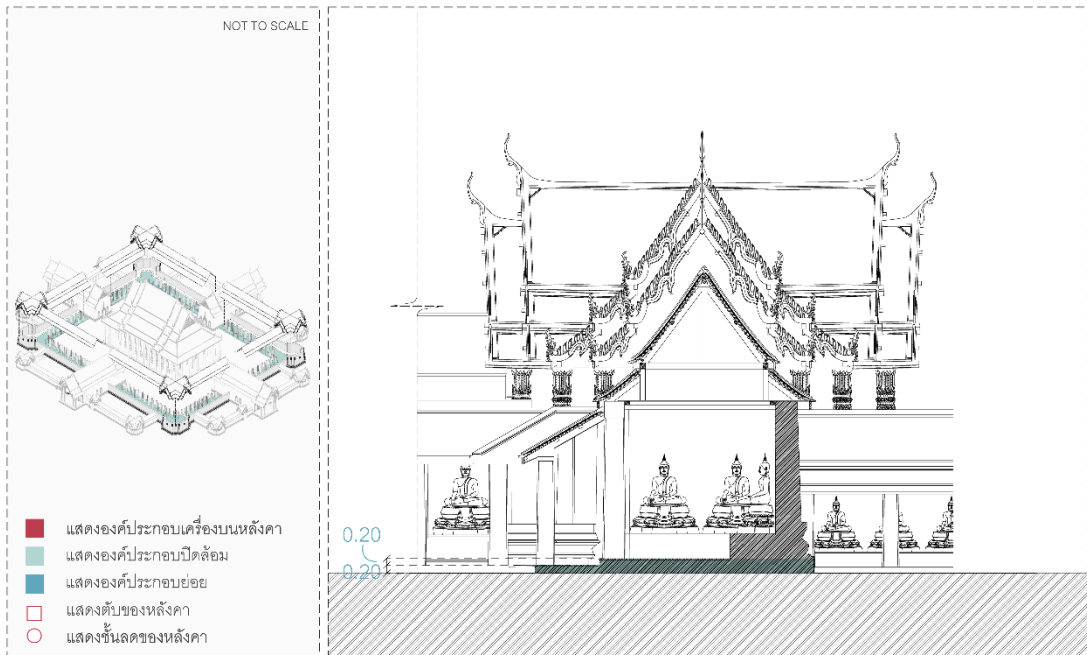 NOT TO SCALE
แสดงองค์ประกอบเครื่องบนหลังคา
แสดงองค์ประกอบปิดล้อม
แสดงองค์ประกอบย่อย
แสดงตับของหลังคา
แสดงชั้นลดของหลังคา
0.20
0.20